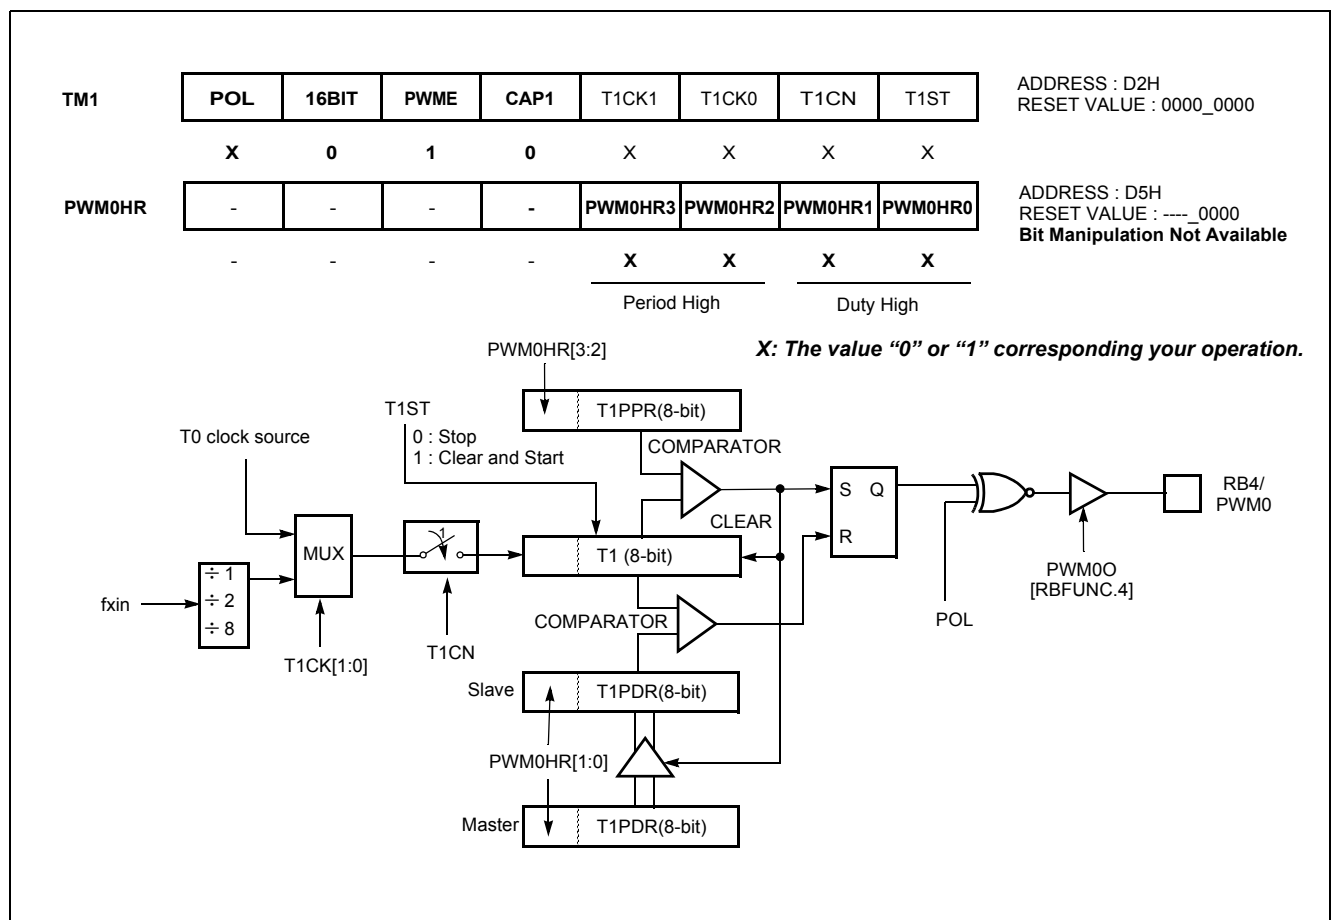 TM1 POL 16BIT PWME CAP1 T1CK1 T1CK0 T1CN T1ST
ADDRESS : D2H
RESET VALUE : 0000_0000
X 0 1 0 X X X X
PWM0HR - - - - PWM0HR3 PWM0HR2 PWM0HR1 PWM0HR0
ADDRESS : D5H
RESET VALUE : ----_0000
Bit Manipulation Not Available
- - - - X X X X
Period High Duty High
X: The value “0” or “1” corresponding your operation.
PWM0HR[3:2]
T1PPR(8-bit)
T1ST
0 : Stop
1 : Clear and Start
COMPARATOR
T0 clock source
S Q
R
RB4/
PWM0
CLEAR
MUX
1
T1 (8-bit)
÷ 1
÷ 2
÷ 8
fxin
PWM0O
[RBFUNC.4]
POL
COMPARATOR
T1CK[1:0]
T1CN
Slave
T1PDR(8-bit)
PWM0HR[1:0]
Master
T1PDR(8-bit)